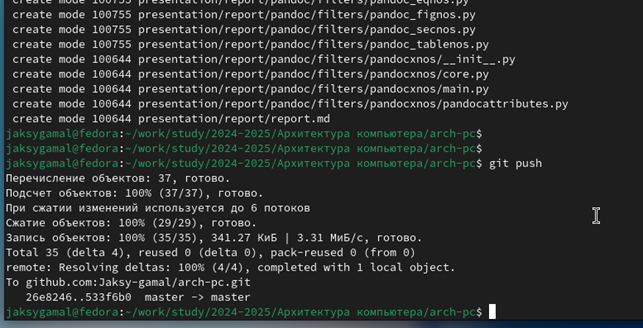 create mode 100755 presentation/report/pandoc/filters/pandoc_eqnos.py
create mode 100755 presentation/report/pandoc/filters/pandoc_fignos.py
create mode 100755 presentation/report/pandoc/filters/pandoc_secnos.py
create mode 100755 presentation/report/pandoc/filters/pandoc_tablenos.py
create mode 100644 presentation/report/pandoc/filters/pandocxnos/__init__.py
create mode 100644 presentation/report/pandoc/filters/pandocxnos/core.py
create mode 100644 presentation/report/pandoc/filters/pandocxnos/main.py
create mode 100644 presentation/report/pandoc/filters/pandocxnos/pandocattributes.py
create mode 100644 presentation/report/report.md
jaksygamal@fedora:~/work/study/2024-2025/Архитектура компьютера/arch-pc$
jaksygamal@fedora:~/work/study/2024-2025/Архитектура компьютера/arch-pc$
jaksygamal@fedora:~/work/study/2024-2025/Архитектура компьютера/arch-pc$ git push
Перечисление объектов: 37, готово.
Подсчет объектов: 100% (37/37), готово.
При сжатии изменений используется до 6 потоков
Сжатие объектов: 100% (29/29), готово.
Запись объектов: 100% (35/35), 341.27 КиБ | 3.31 МиБ/с, готово.
Total 35 (delta 4), reused 0 (delta 0), pack-reused 0 (from 0)
remote: Resolving deltas: 100% (4/4), completed with 1 local object.
To github.com:Jaksy-gamal/arch-pc.git
26e8246..533f6b0 master -> master
jaksygamal@fedora:~/work/study/2024-2025/Архитектура компьютера/arch-pc$